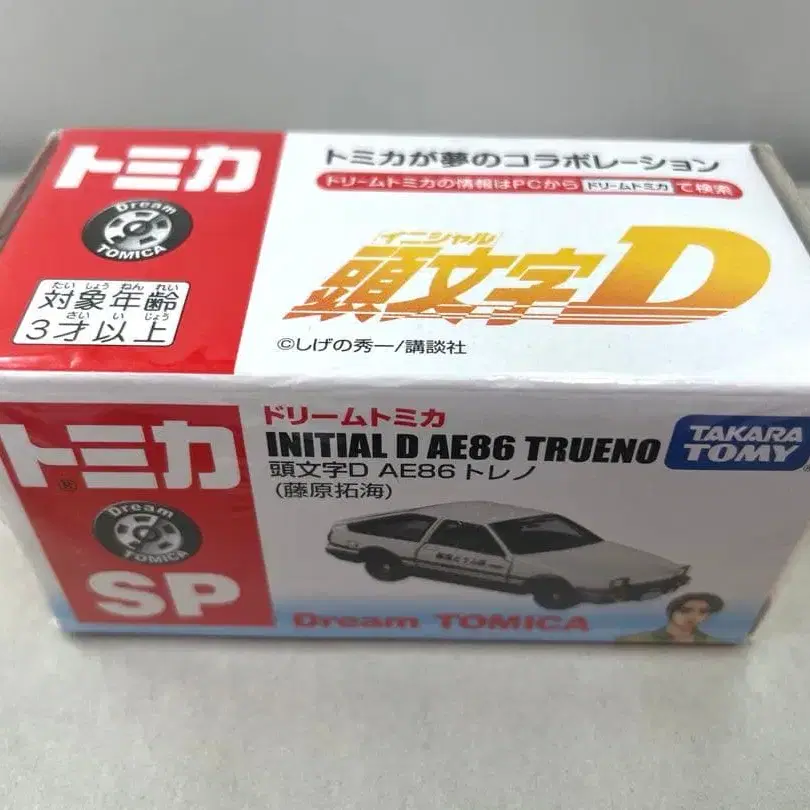 トミカ
Dream
TOMICA
たいしょうねんれい
対象年齢
さいいじょう
3才以上
トミカが夢のコラボレーション
ドリームトミカの情報はPCから ドリームトミカ で検索
イニシャル
頭文字D
©しげの秀一/講談社
トミカ®
Dream
TOMICA
SP
ドリームトミカ
INITIAL D AE86 TRUENO
頭文字D AE86トレノ
(藤原拓海)
TAKARA
TOMY
Dream TOMICA